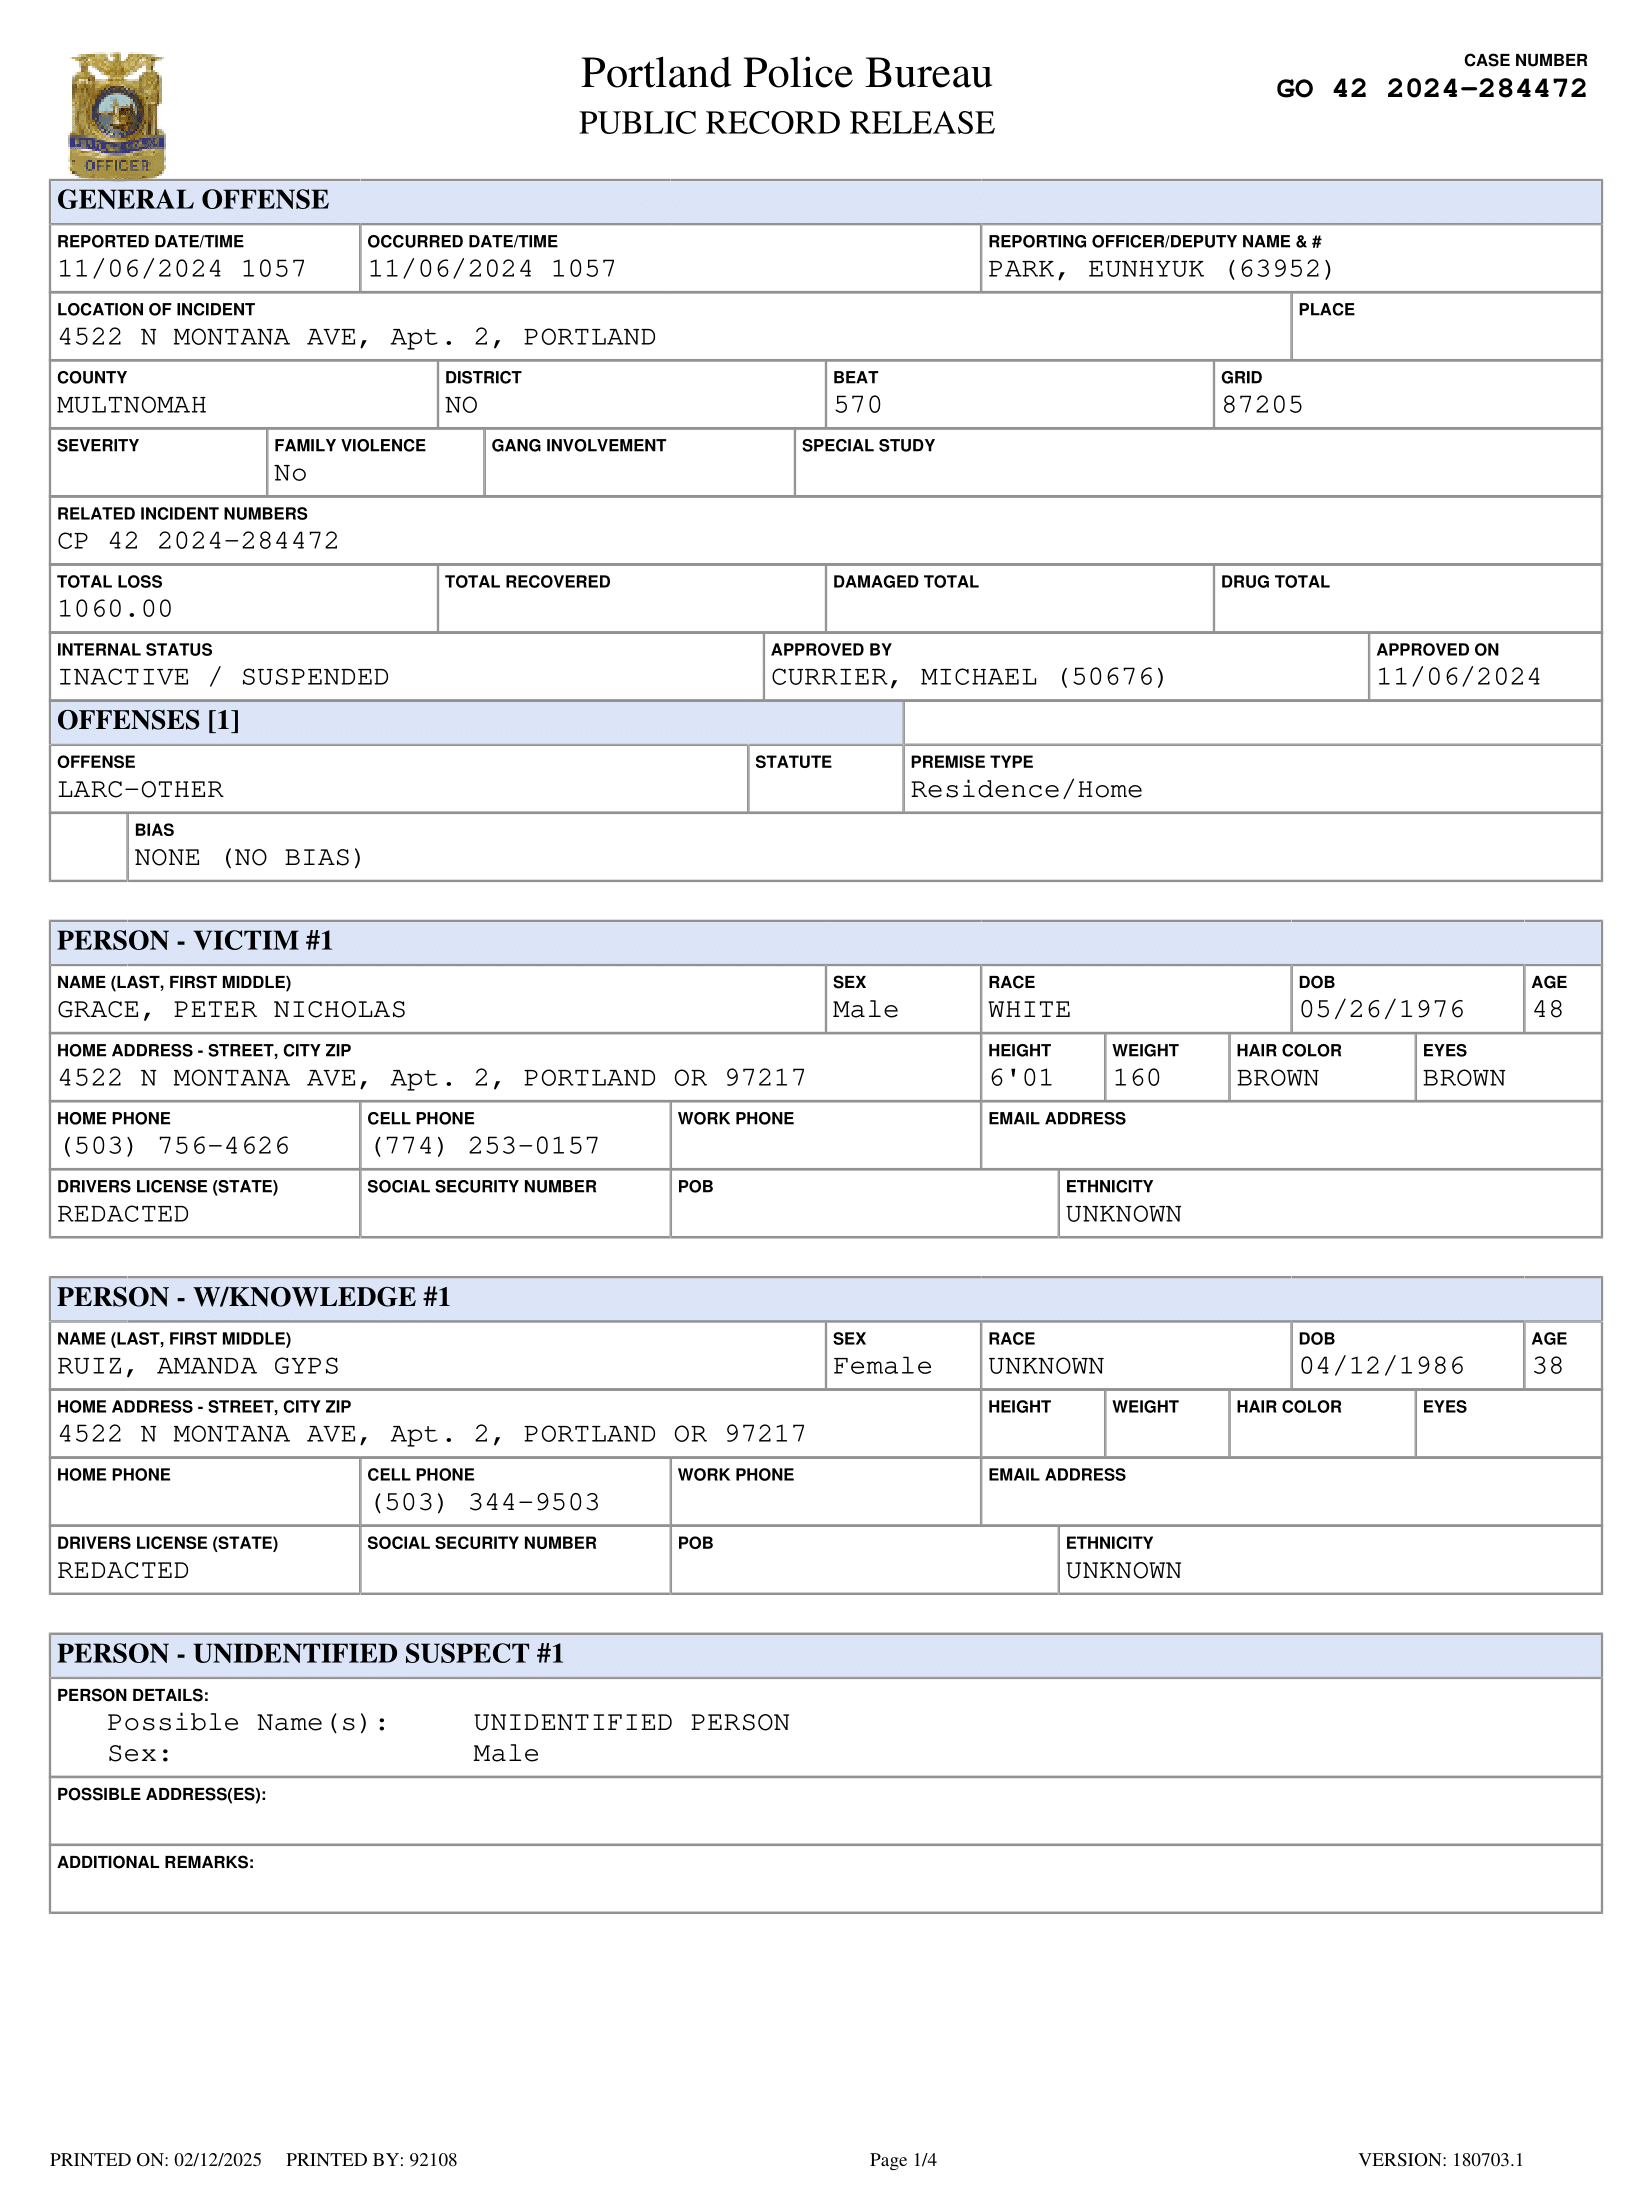 Portland Police Bureau
PUBLIC RECORD RELEASE
CASE NUMBER
GO 42 2024-284472
OFFICER
GENERAL OFFENSE
REPORTED DATE/TIME OCCURRED DATE/TIME REPORTING OFFICER/DEPUTY NAME & #
11/06/2024 1057 11/06/2024 1057 PARK, EUNHYUK (63952)
LOCATION OF INCIDENT PLACE
4522 N MONTANA AVE, Apt. 2, PORTLAND
COUNTY DISTRICT BEAT GRID
MULTNOMAH NO 570 87205
SEVERITY FAMILY VIOLENCE GANG INVOLVEMENT SPECIAL STUDY
No
RELATED INCIDENT NUMBERS
CP 42 2024-284472
TOTAL LOSS TOTAL RECOVERED DAMAGED TOTAL DRUG TOTAL
1060.00
INTERNAL STATUS APPROVED BY APPROVED ON
INACTIVE / SUSPENDED CURRIER, MICHAEL (50676) 11/06/2024
OFFENSES [1]
OFFENSE STATUTE PREMISE TYPE
LARC-OTHER Residence/Home
BIAS
NONE (NO BIAS)
PERSON - VICTIM #1
NAME (LAST, FIRST MIDDLE) SEX RACE DOB AGE
GRACE, PETER NICHOLAS Male WHITE 05/26/1976 48
HOME ADDRESS - STREET, CITY ZIP HEIGHT WEIGHT HAIR COLOR EYES
4522 N MONTANA AVE, Apt. 2, PORTLAND OR 97217 6'01 160 BROWN BROWN
HOME PHONE CELL PHONE WORK PHONE EMAIL ADDRESS
(503) 756-4626 (774) 253-0157
DRIVERS LICENSE (STATE) SOCIAL SECURITY NUMBER POB ETHNICITY
REDACTED UNKNOWN
PERSON - W/KNOWLEDGE #1
NAME (LAST, FIRST MIDDLE) SEX RACE DOB AGE
RUIZ, AMANDA GYPS Female UNKNOWN 04/12/1986 38
HOME ADDRESS - STREET, CITY ZIP HEIGHT WEIGHT HAIR COLOR EYES
4522 N MONTANA AVE, Apt. 2, PORTLAND OR 97217
HOME PHONE CELL PHONE WORK PHONE EMAIL ADDRESS
(503) 344-9503
DRIVERS LICENSE (STATE) SOCIAL SECURITY NUMBER POB ETHNICITY
REDACTED UNKNOWN
PERSON - UNIDENTIFIED SUSPECT #1
PERSON DETAILS:
Possible Name(s): UNIDENTIFIED PERSON
Sex: Male
POSSIBLE ADDRESS(ES):
ADDITIONAL REMARKS:
PRINTED ON: 02/12/2025 PRINTED BY: 92108 Page 1/4 VERSION: 180703.1